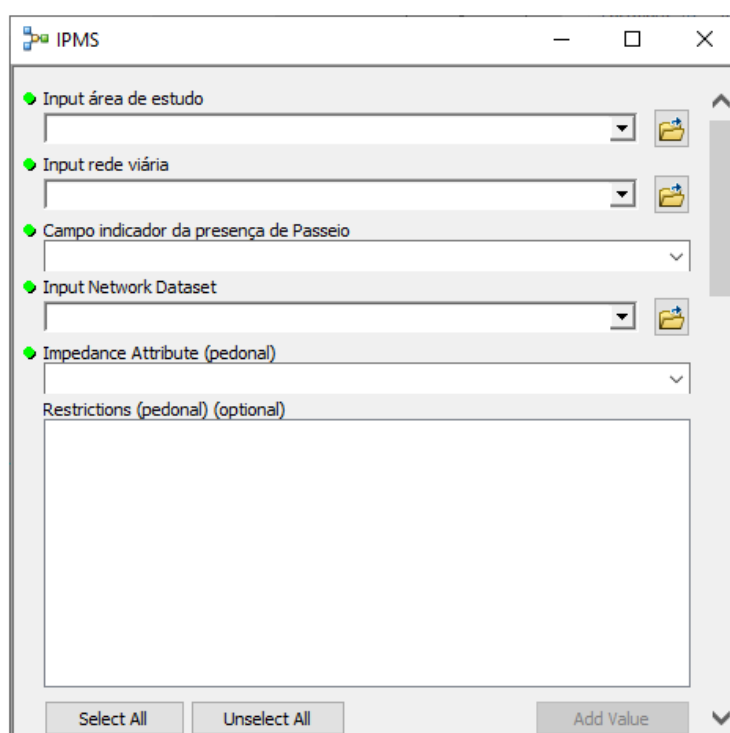 IPMS
Input área de estudo
Input rede viária
Campo indicador da presença de Passeio
Input Network Dataset
Impedance Attribute (pedonal)
Restrictions (pedonal) (optional)
Select All Unselect All Add Value